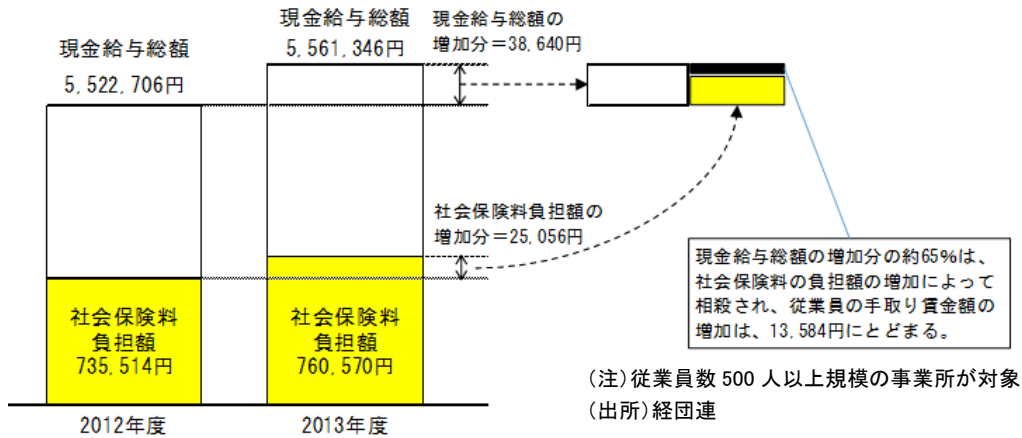 現金給与総額
5,522,706円
現金給与総額
5,561,346円
現金給与総額の
増加分＝38,640円
社会保険料負担額の
増加分＝25,056円
現金給与総額の増加分の約65%は、
社会保険料の負担額の増加によって
相殺され、従業員の手取り賃金額の
増加は、13,584円にとどまる。
社会保険料
負担額
735,514円
社会保険料
負担額
760,570円
2012年度
2013年度
（注）従業員数 500 人以上規模の事業所が対象
（出所）経団連